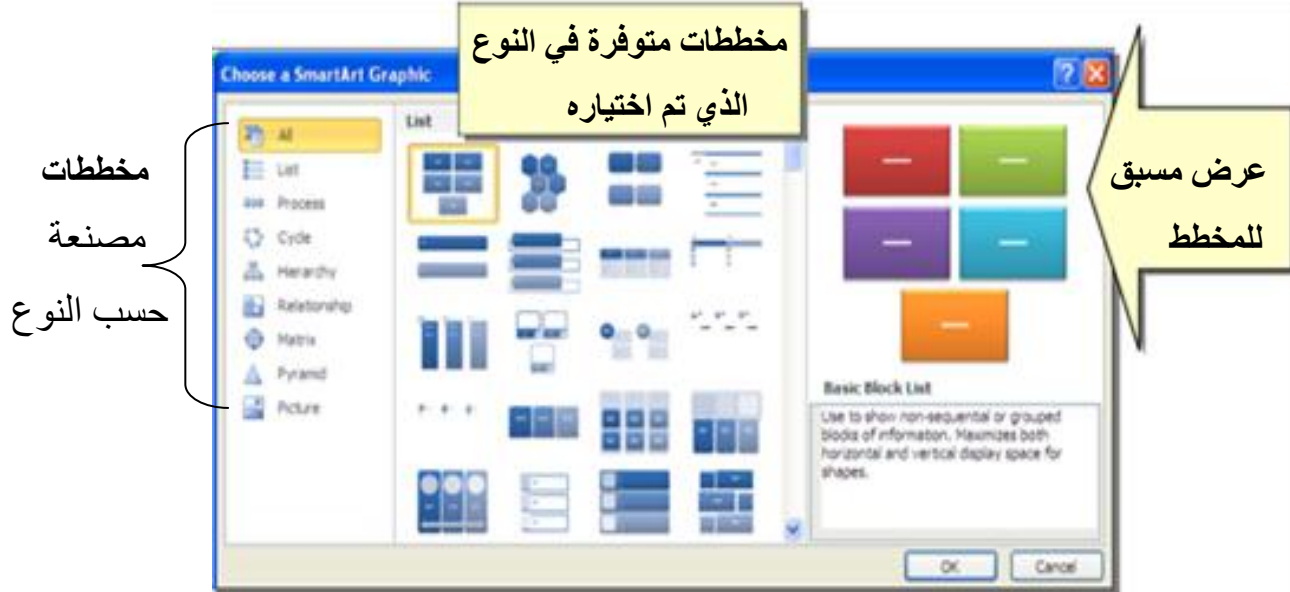 مخططات متوفرة في النوع
الذي تم اختياره
Choose a SmartArt Graphic
مخططات
مصنعة
حسب النوع
All
List
Process
Cycle
Hierarchy
Relationship
Matrix
Pyramid
Picture
List
عرض مسبق
للمخطط
Basic Block List
Use to show non-sequential or grouped
blocks of information. Maximizes both
horizontal and vertical display space for
shapes.
OK
Cancel